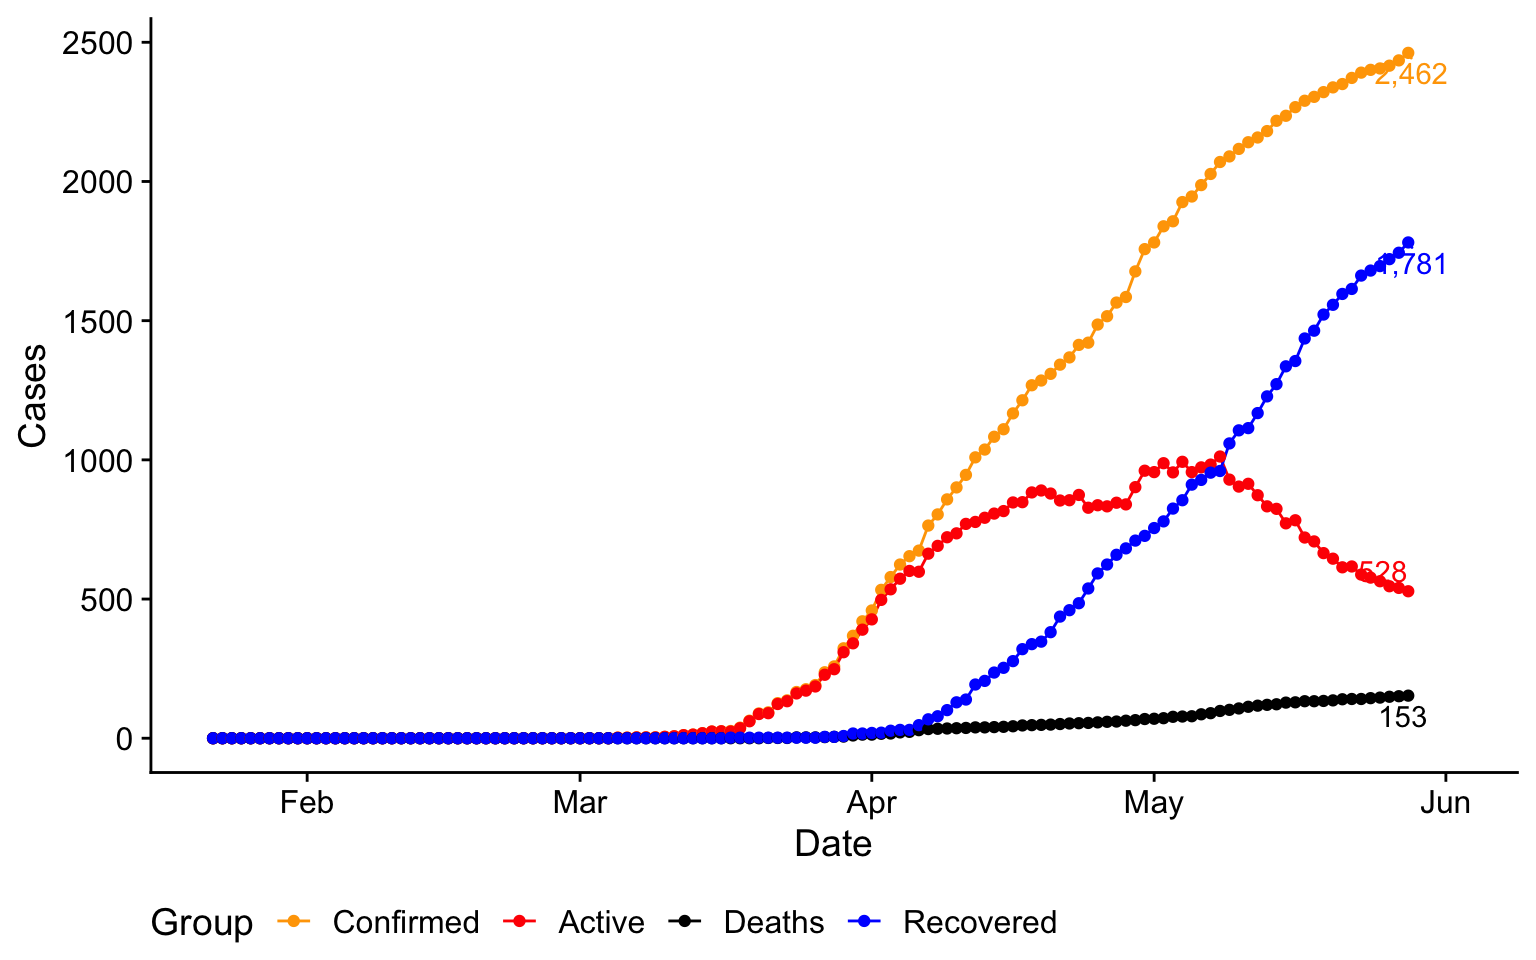 2500
2,462
2000
1,781
1500
Cases
1000
528
500
153
0
Feb Mar Apr May Jun
Date
Group Confirmed Active Deaths Recovered